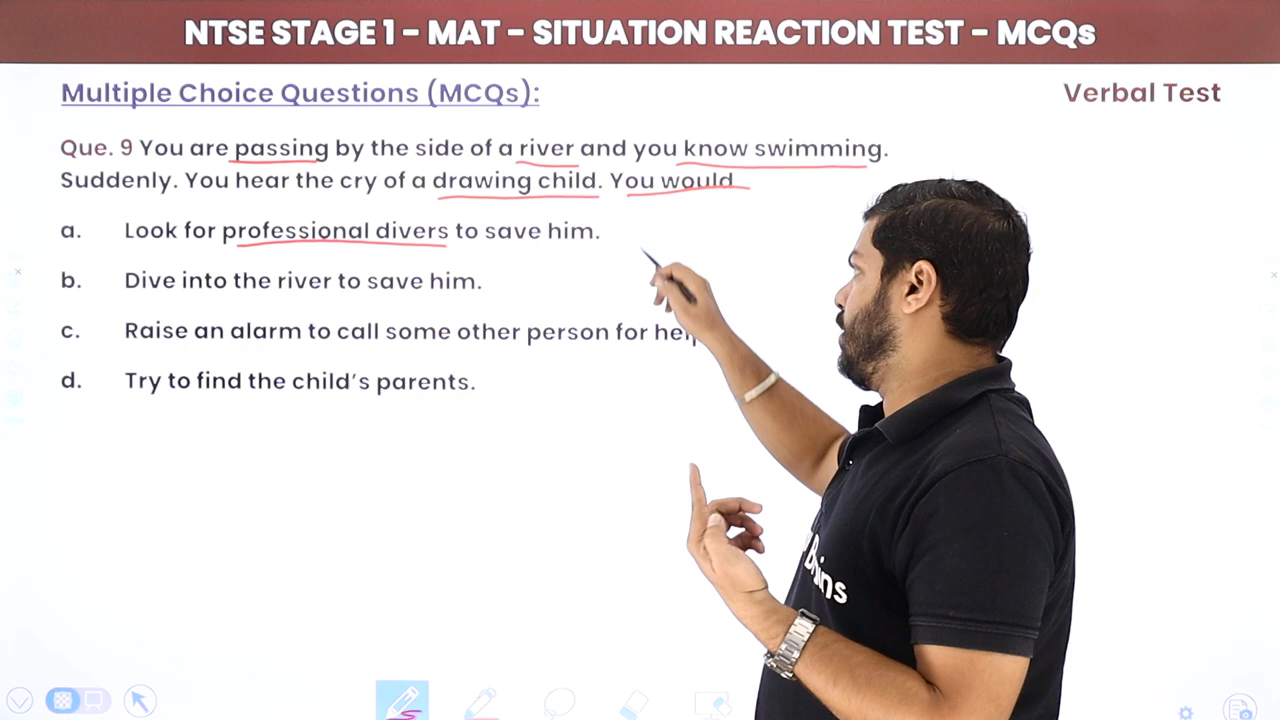 NTSE STAGE 1 – MAT – SITUATION REACTION TEST – MCQs
Multiple Choice Questions (MCQs):
Verbal Test
Que. 9 You are passing by the side of a river and you know swimming.
Suddenly. You hear the cry of a drawing child. You would
a. Look for professional divers to save him.
b. Dive into the river to save him.
c. Raise an alarm to call some other person for
d. Try to find the child's parents.